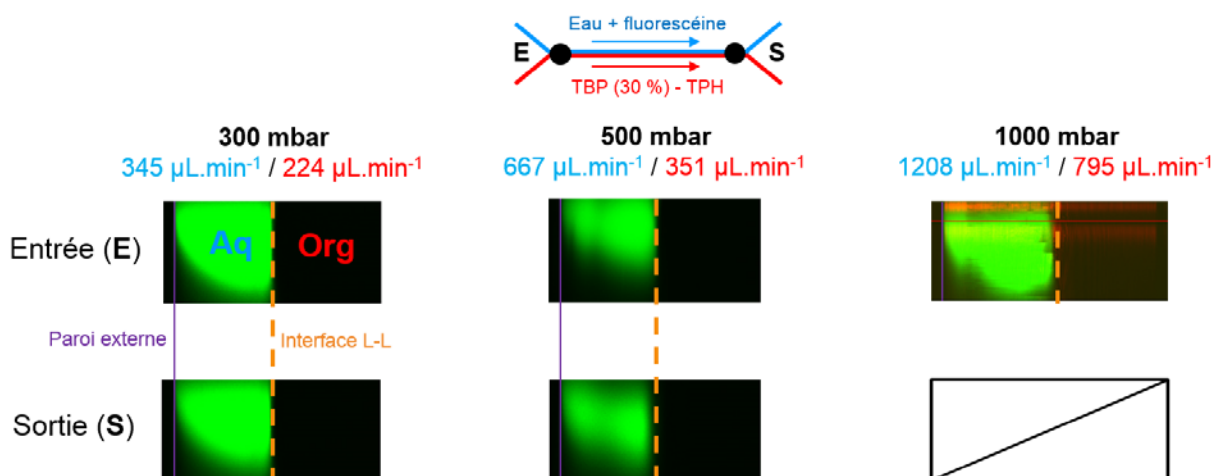 Eau + fluorescéine
E
S
TBP (30 %) - TPH
300 mbar
345 µL.min⁻¹ / 224 µL.min⁻¹
500 mbar
667 µL.min⁻¹ / 351 µL.min⁻¹
1000 mbar
1208 µL.min⁻¹ / 795 µL.min⁻¹
Entrée (E)
Aq
Org
Paroi externe
Interface L-L
Sortie (S)